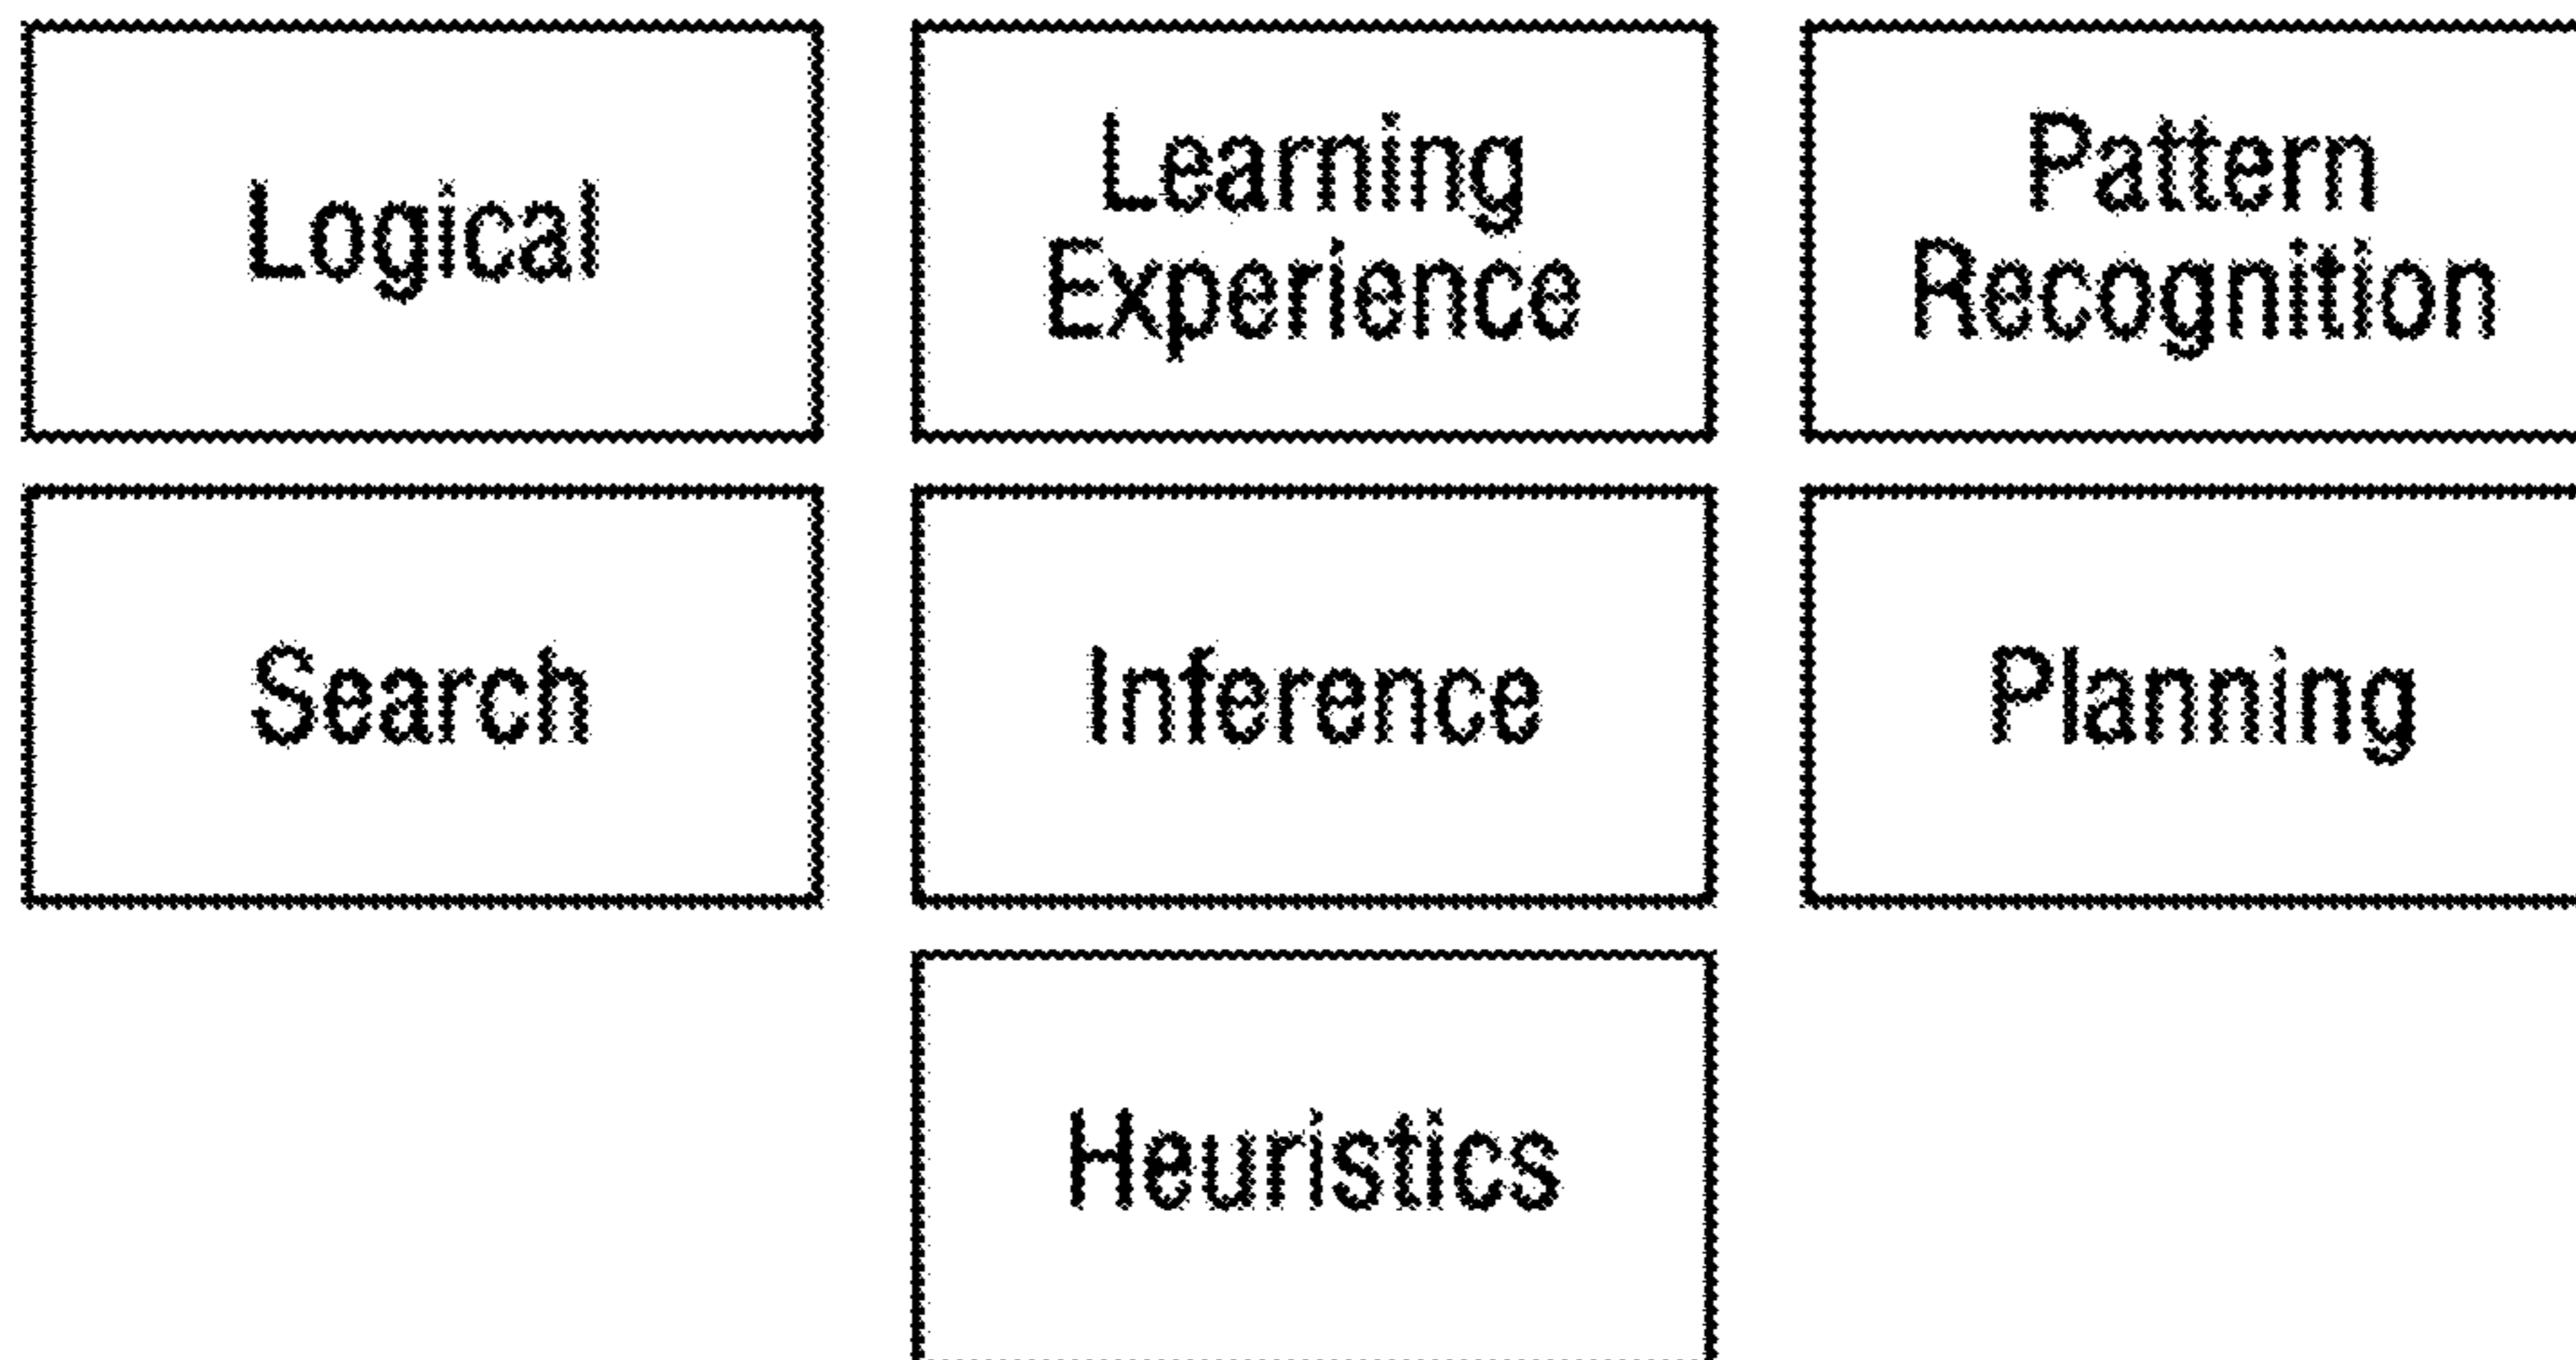 Logical
Learning
Experience
Pattern
Recognition
Search
Inference
Planning
Heuristics